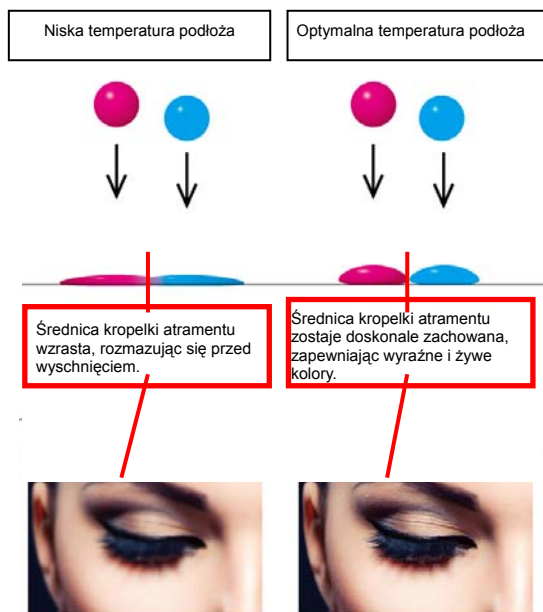 Niska temperatura podłoża
Optymalna temperatura podłoża
Średnica kropelki atramentu
wzrasta, rozmazując się przed
wyschnięciem.
Średnica kropelki atramentu
zostaje doskonale zachowana,
zapewniając wyraźne i żywe
kolory.